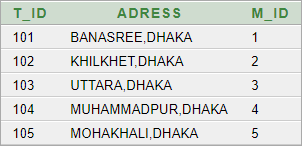 T_ID ADRESS M_ID
101 BANASREE,DHAKA 1
102 KHILKHET,DHAKA 2
103 UTTARA,DHAKA 3
104 MUHAMMADPUR,DHAKA 4
105 MOHAKHALI,DHAKA 5